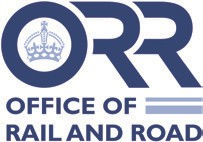 ORR
OFFICE OF
RAIL AND ROAD